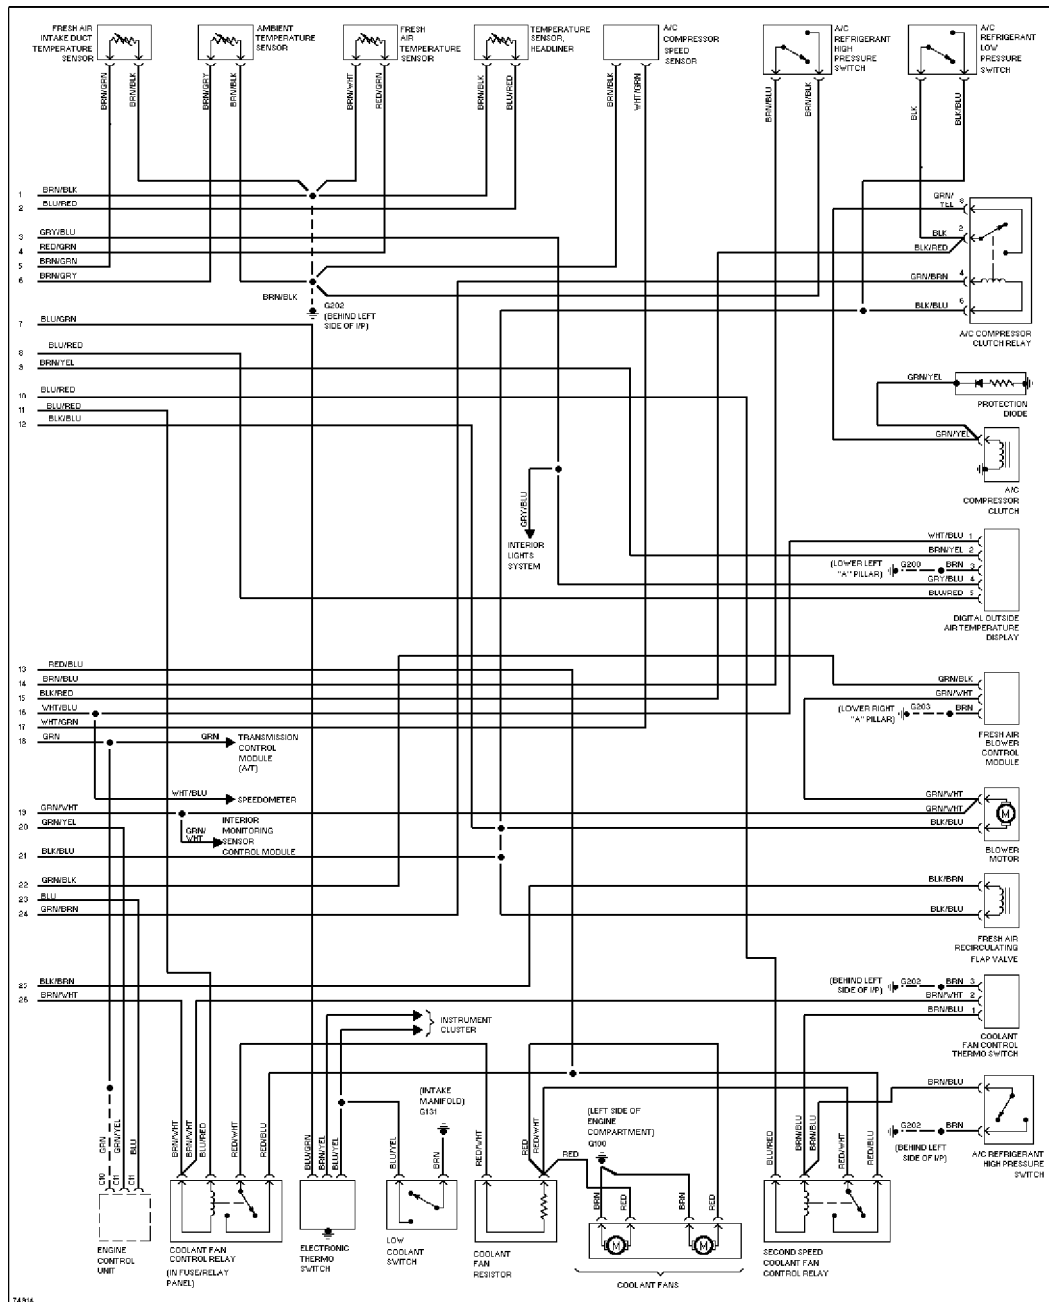 FRESH AIR
INTAKE DUCT
TEMPERATURE
SENSOR
AMBIENT
TEMPERATURE
SENSOR
FRESH
AIR
TEMPERATURE
SENSOR
TEMPERATURE
SENSOR,
HEADLINER
A/C
COMPRESSOR
SPEED
SENSOR
A/C
REFRIGERANT
HIGH
PRESSURE
SWITCH
A/C
REFRIGERANT
LOW
PRESSURE
SWITCH
BRN/GRN
BRN/BLK
BRN/GRY
BRN/BLK
BRN/WHT
RED/GRN
BRN/BLK
BLU/RED
BRN/BLK
WHT/GRN
BRN/BLU
BRN/BLK
BLK
BLK/BLU
1 BRN/BLK
2 BLU/RED
3 GRY/BLU
4 RED/GRN
5 BRN/GRN
6 BRN/GRY
BRN/BLK
G202
(BEHIND LEFT
SIDE OF I/P)
GRN/
YEL 8
BLK 2
BLK/RED
GRN/BRN 4
BLK/BLU 6
A/C COMPRESSOR
CLUTCH RELAY
7 BLU/GRN
8 BLU/RED
9 BRN/YEL
10 BLU/RED
11 BLU/RED
12 BLK/BLU
GRN/YEL
PROTECTION
DIODE
GRN/YEL
A/C
COMPRESSOR
CLUTCH
GRY/BLU
INTERIOR
LIGHTS
SYSTEM
WHT/BLU 1
BRN/YEL 2
(LOWER LEFT
"A" PILLAR)
G200
BRN 3
GRY/BLU 4
BLU/RED 5
DIGITAL OUTSIDE
AIR TEMPERATURE
DISPLAY
13 RED/BLU
14 BRN/BLU
15 BLK/RED
16 WHT/BLU
17 WHT/GRN
18 GRN
GRN
TRANSMISSION
CONTROL
MODULE
(A/T)
GRN/BLK
GRN/WHT
(LOWER RIGHT
"A" PILLAR)
G203
BRN
FRESH AIR
BLOWER
CONTROL
MODULE
WHT/BLU
SPEEDOMETER
19 GRN/WHT
20 GRN/YEL
GRN/
WHT
INTERIOR
MONITORING
SENSOR
CONTROL MODULE
GRN/WHT
GRN/WHT
BLK/BLU
M
BLOWER
MOTOR
21 BLK/BLU
22 GRN/BLK
23 BLU
24 GRN/BRN
BLK/BRN
BLK/BLU
FRESH AIR
RECIRCULATING
FLAP VALVE
25 BLK/BRN
26 BRN/WHT
(BEHIND LEFT
SIDE OF I/P)
G202
BRN 3
BRN/WHT 2
BRN/BLU 1
COOLANT
FAN CONTROL
THERMO SWITCH
INSTRUMENT
CLUSTER
(INTAKE
MANIFOLD)
G131
(LEFT SIDE OF
ENGINE
COMPARTMENT)
G100
BRN/BLU
G202
BRN
(BEHIND LEFT
SIDE OF I/P)
A/C REFRIGERANT
HIGH PRESSURE
SWITCH
GRN
GRN/YEL
BLU
C10
C11
C11
BRN/WHT
BRN/WHT
BLU/RED
RED/WHT
RED/BLU
BLU/GRN
BRN/YEL
BLU/YEL
BLU/YEL
BRN
RED/WHT
RED
RED/WHT
RED
BRN
RED
BRN
RED
BLU/RED
BRN/BLU
BRN/BLU
RED/WHT
RED/BLU
M
M
ENGINE
CONTROL
UNIT
COOLANT FAN
CONTROL RELAY
(IN FUSE/RELAY
PANEL)
ELECTRONIC
THERMO
SWITCH
LOW
COOLANT
SWITCH
COOLANT
FAN
RESISTOR
COOLANT FANS
SECOND SPEED
COOLANT FAN
CONTROL RELAY